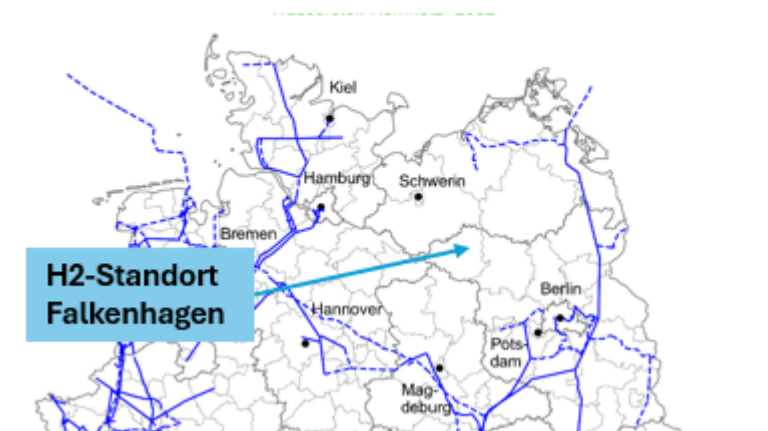 Kiel
Hamburg
Schwerin
Bremen
H2-Standort
Falkenhagen
Berlin
Hannover
Pots-
dam
Mag-
deburg